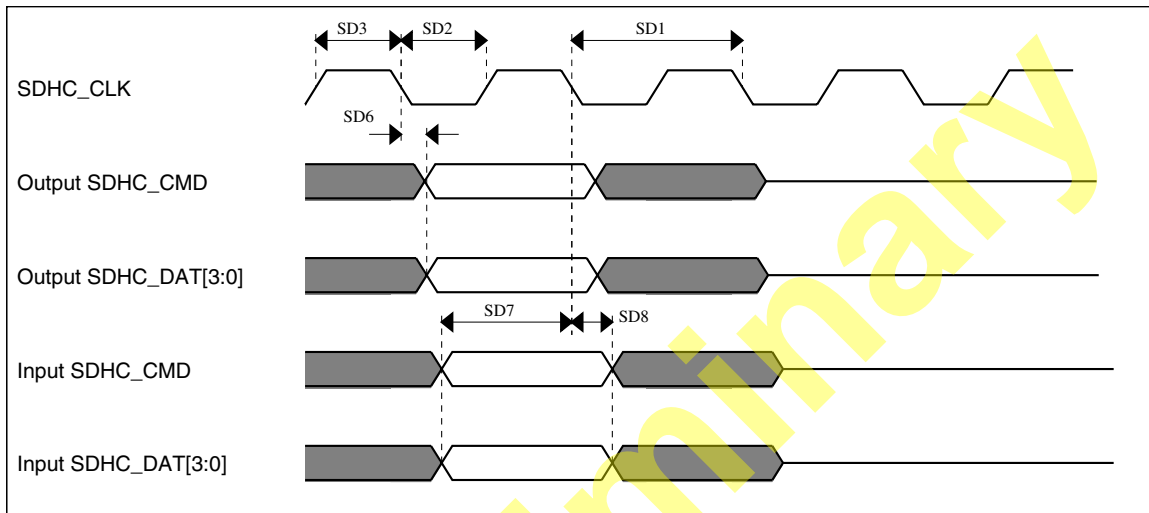 SD3 SD2 SD1
SDHC_CLK
SD6
Output SDHC_CMD
Output SDHC_DAT[3:0]
SD7 SD8
Input SDHC_CMD
Input SDHC_DAT[3:0]
minary